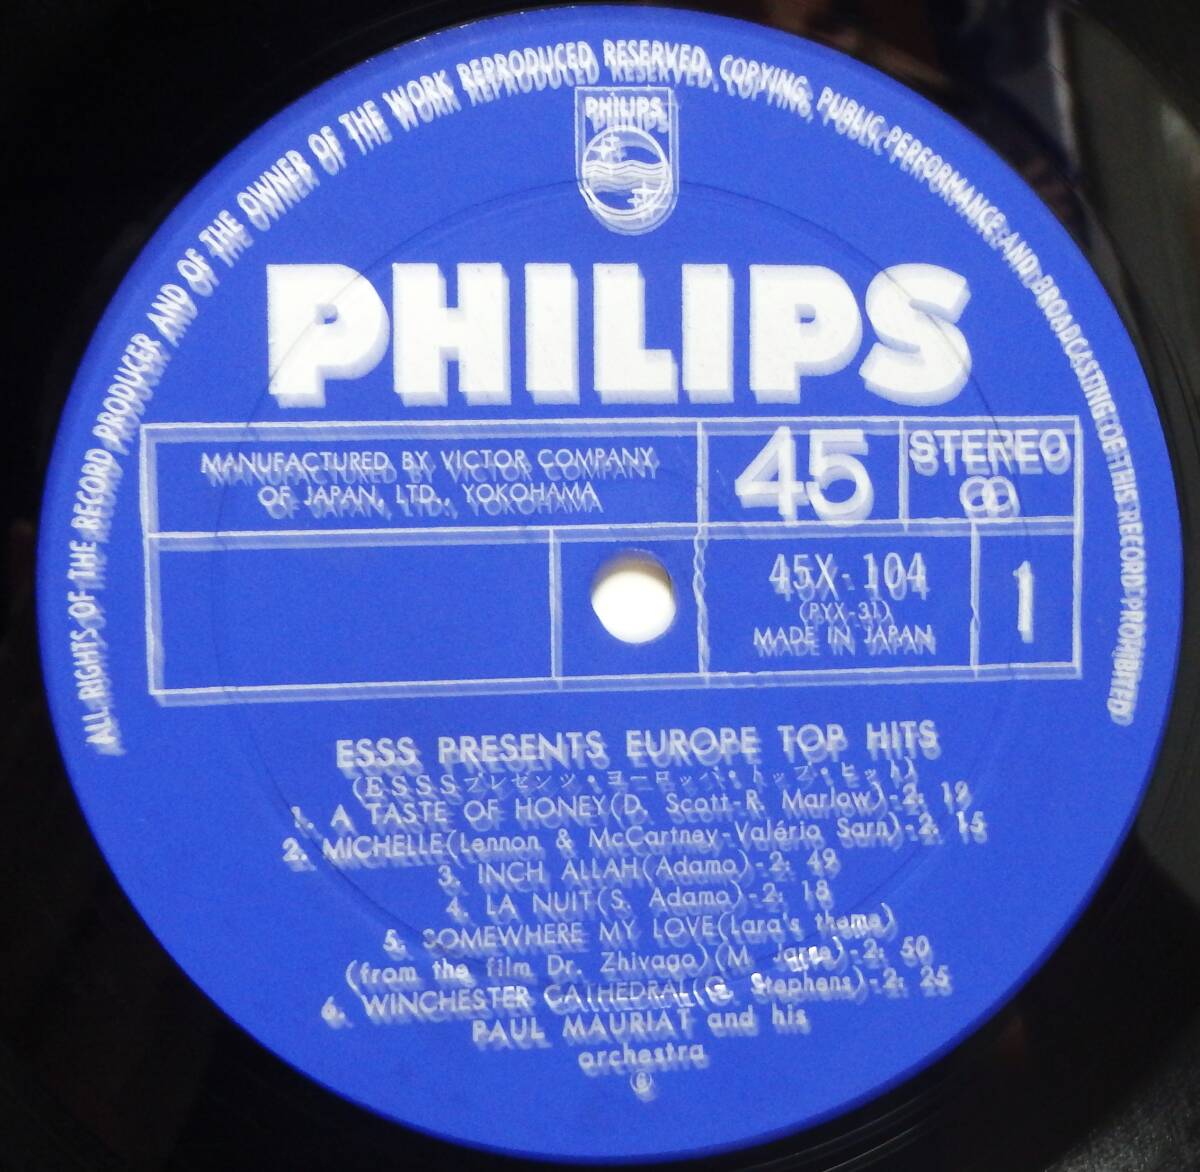 ALL RIGHTS OF THE RECORD PRODUCER AND OF THE OWNER OF THE WORK REPRODUCED RESERVED. COPYING, PUBLIC PERFORMANCE AND BROADCASTING OF THIS RECORD PROHIBITED
PHILIPS
PHILIPS
MANUFACTURED BY VICTOR COMPANY
OF JAPAN, LTD., YOKOHAMA
45
STEREO
45X-104
(PYX-31)
MADE IN JAPAN
1
ESSS PRESENTS EUROPE TOP HITS
(ESSSプレゼンツ・ヨーロッパ・トップ・ヒット)
1. A TASTE OF HONEY(D. Scott-R. Marlow)-2: 19
2. MICHELLE(Lennon & McCartney-Valério Sarn)-2: 15
3. INCH ALLAH(Adamo)-2: 49
4. LA NUIT(S. Adamo)-2: 18
5. SOMEWHERE MY LOVE(Lara's theme)
(from the film Dr. Zhivago)(M. Jarre)-2: 50
6. WINCHESTER CATHEDRAL(G. Stephens)-2: 25
PAUL MAURIAT and his
orchestra